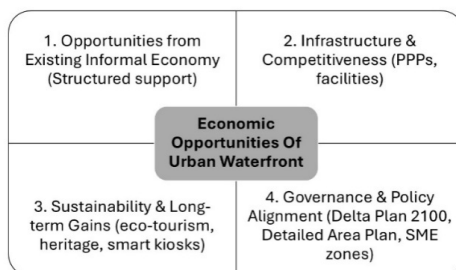 1. Opportunities from
Existing Informal Economy
(Structured support)
2. Infrastructure &
Competitiveness (PPPs,
facilities)
Economic
Opportunities Of
Urban Waterfront
3. Sustainability & Long-
term Gains (eco-tourism,
heritage, smart kiosks)
4. Governance & Policy
Alignment (Delta Plan 2100,
Detailed Area Plan, SME
zones)